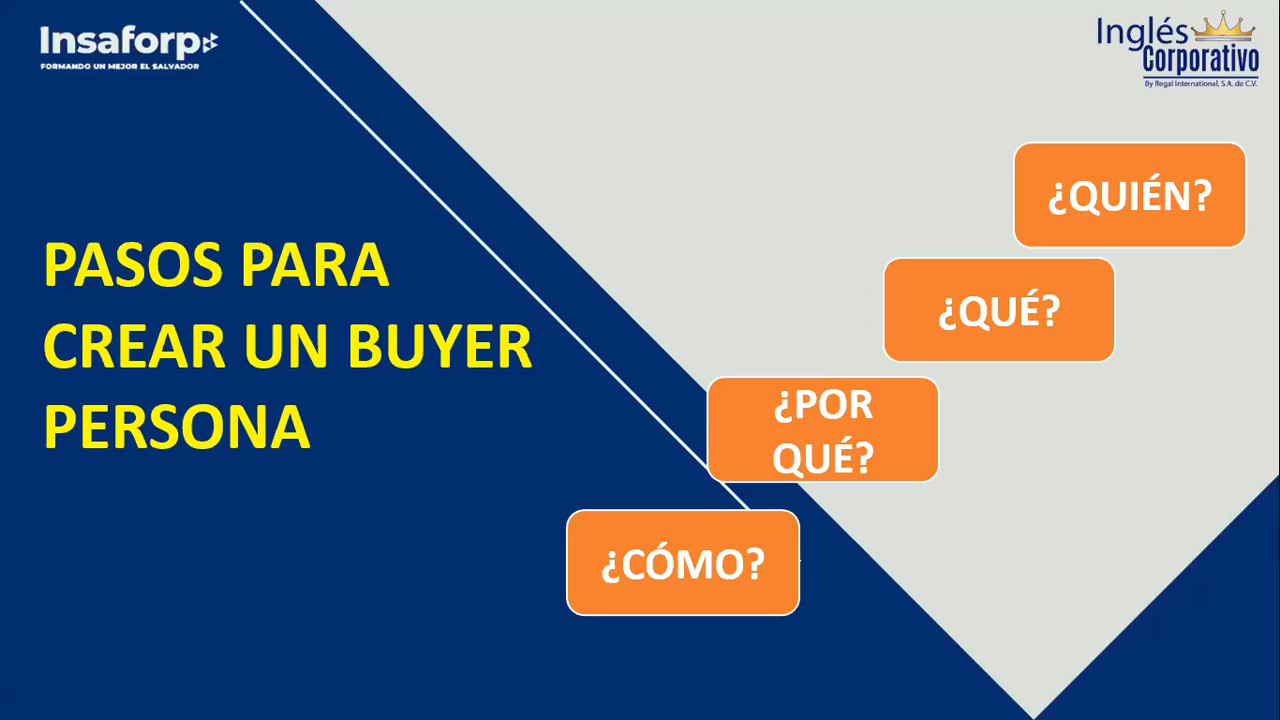 Insaforp
FORMANDO UN MEJOR EL SALVADOR
Inglés
Corporativo
By Regal International, S.A. de C.V.
PASOS PARA
CREAR UN BUYER
PERSONA
¿QUIÉN?
¿QUÉ?
¿POR
QUÉ?
¿CÓMO?